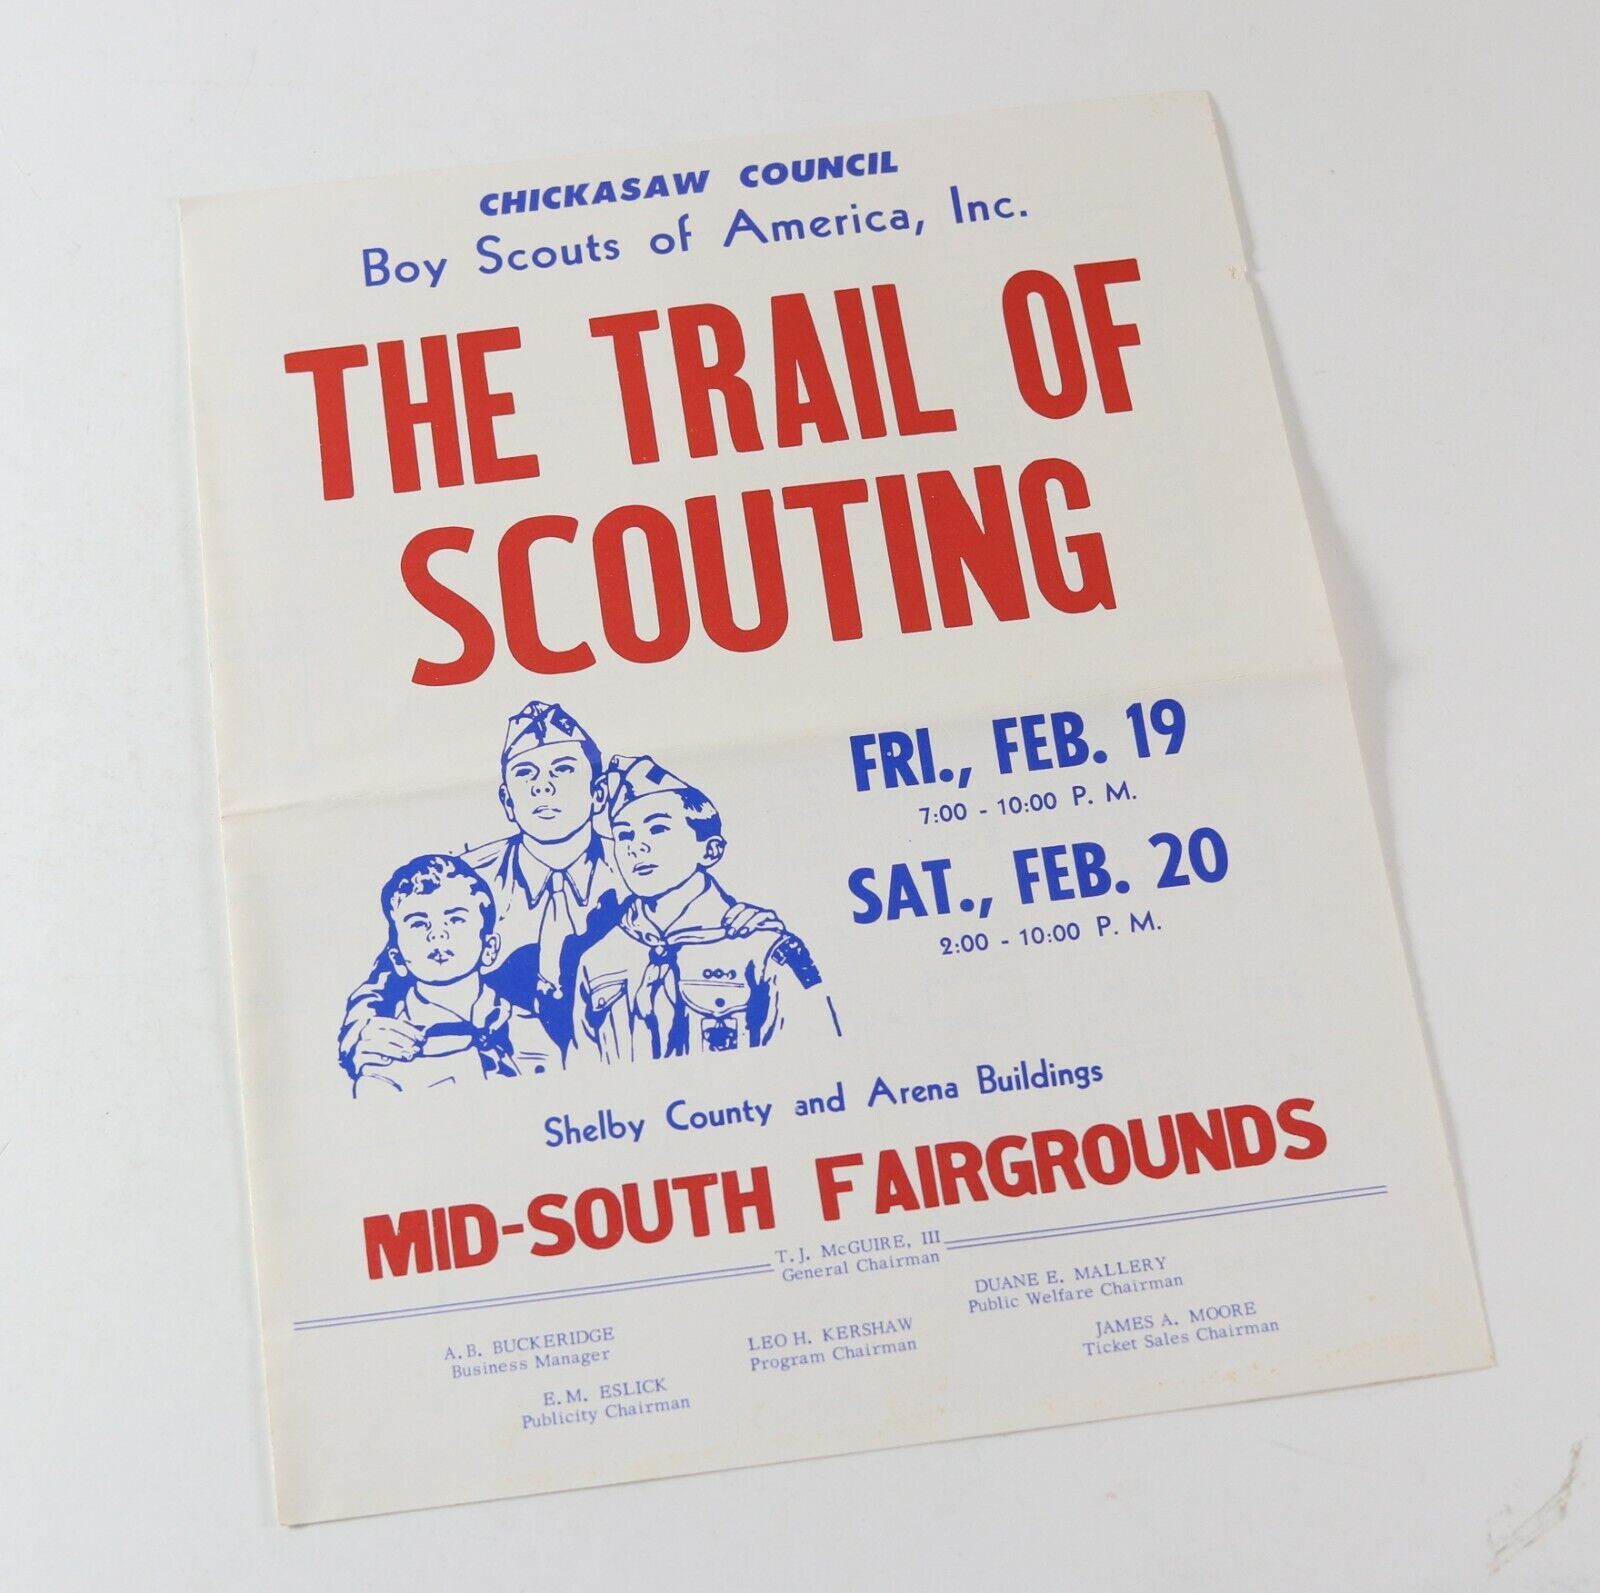 CHICKASAW COUNCIL
Boy Scouts of America, Inc.
THE TRAIL OF
SCOUTING
FRI., FEB. 19
7:00 - 10:00 P. M.
SAT., FEB. 20
2:00 - 10:00 P. M.
Shelby County and Arena Buildings
MID-SOUTH FAIRGROUNDS
T. J. McGUIRE, III
General Chairman
DUANE E. MALLERY
Public Welfare Chairman
A. B. BUCKERIDGE
Business Manager
LEO H. KERSHAW
Program Chairman
JAMES A. MOORE
Ticket Sales Chairman
E. M. ESLICK
Publicity Chairman